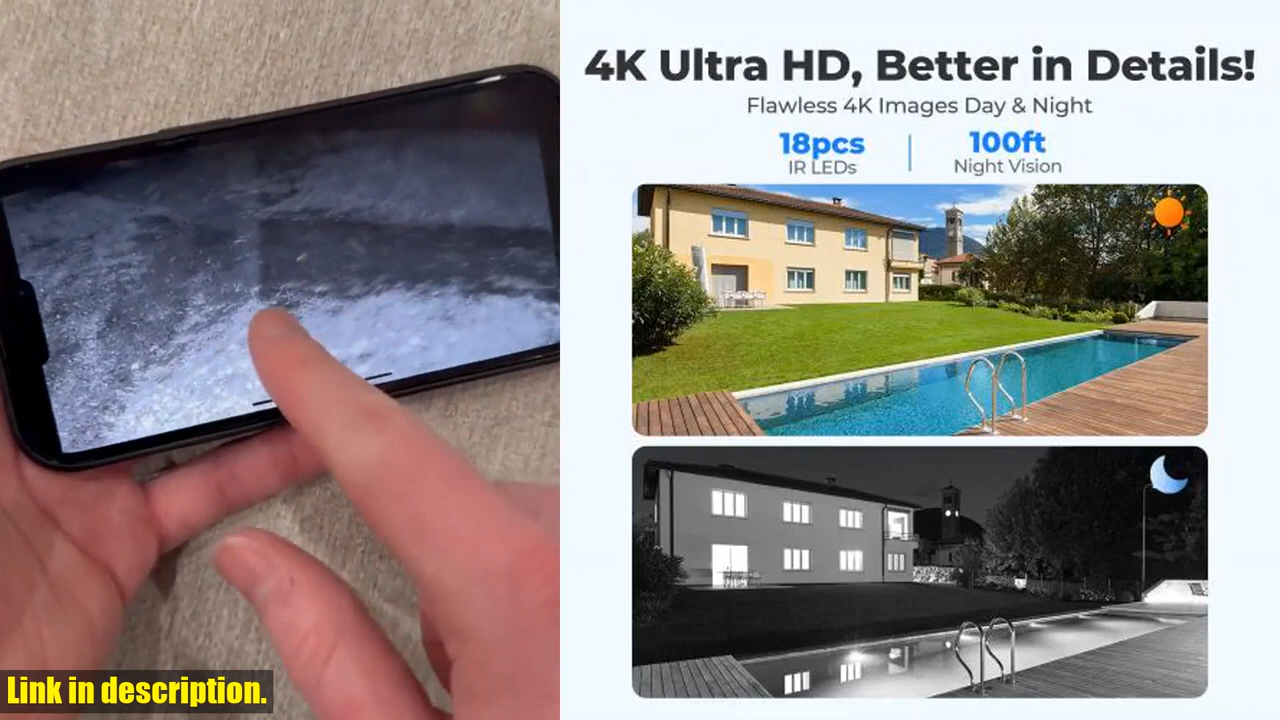 4K Ultra HD, Better in Details!
Flawless 4K Images Day & Night
18pcs
IR LEDs
100ft
Night Vision
Link in description.